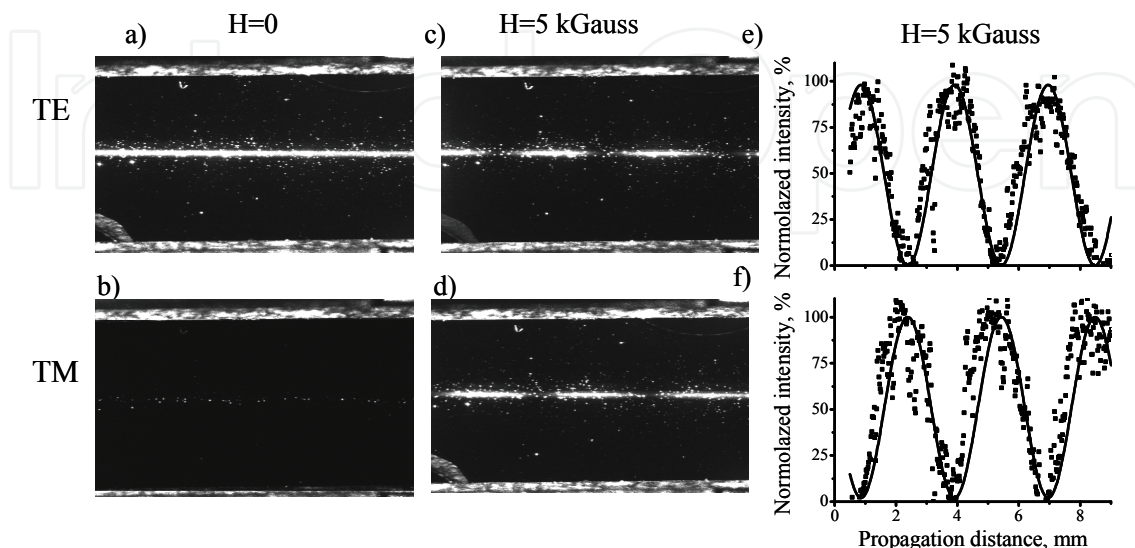 a)
H=0
c)
H=5 kGauss
e)
H=5 kGauss
TE
Normolazed intensity, %
100
75
50
25
0
b)
d)
f)
TM
Normolazed intensity, %
100
75
50
25
0
0 2 4 6 8
Propagation distance, mm